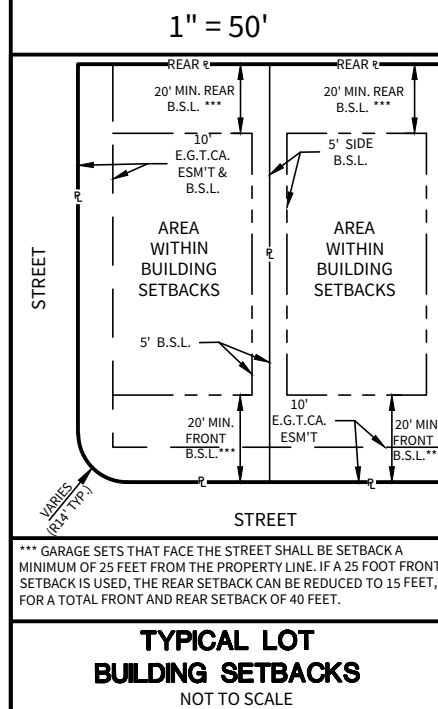 1" = 50'
REAR ⅊
REAR ⅊
20' MIN. REAR
B.S.L. ***
20' MIN. REAR
B.S.L. ***
10'
E.G.T.CA.
ESM'T &
B.S.L.
5' SIDE
B.S.L.
⅊
STREET
AREA
WITHIN
BUILDING
SETBACKS
⅊
AREA
WITHIN
BUILDING
SETBACKS
5' B.S.L.
20' MIN.
FRONT
B.S.L.***
10'
E.G.T.CA.
ESM'T
20' MIN.
FRONT
B.S.L.**
⅊
⅊
VARIES
(R14' TYP.)
STREET
*** GARAGE SETS THAT FACE THE STREET SHALL BE SETBACK A
MINIMUM OF 25 FEET FROM THE PROPERTY LINE. IF A 25 FOOT FRONT
SETBACK IS USED, THE REAR SETBACK CAN BE REDUCED TO 15 FEET,
FOR A TOTAL FRONT AND REAR SETBACK OF 40 FEET.
TYPICAL LOT
BUILDING SETBACKS
NOT TO SCALE